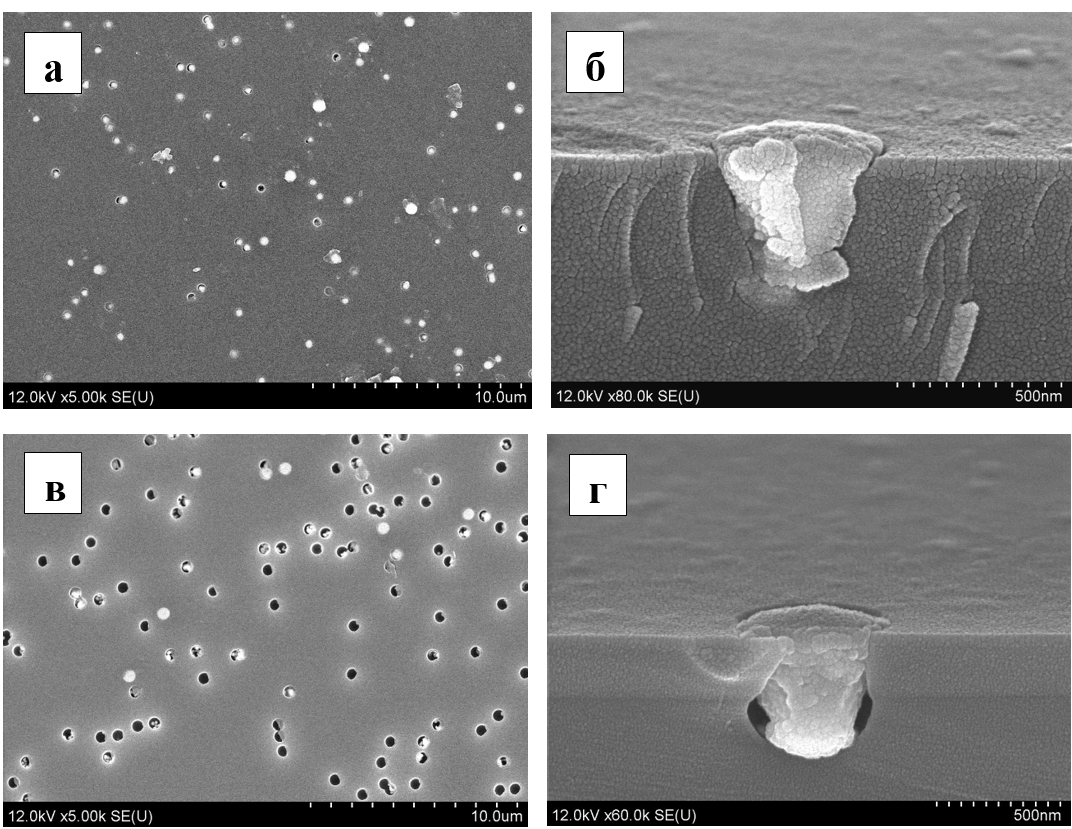 а
б
12.0kV x5.00k SE(U) 10.0um
12.0kV x80.0k SE(U) 500nm
в
г
12.0kV x5.00k SE(U) 10.0um
12.0kV x60.0k SE(U) 500nm